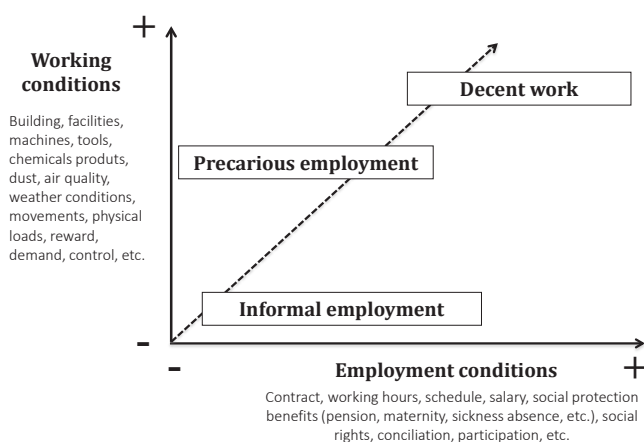 +
Working
conditions
Building, facilities,
machines, tools,
chemicals produts,
dust, air quality,
weather conditions,
movements, physical
loads, reward,
demand, control, etc.
Decent work
Precarious employment
Informal employment
-
-
+
Employment conditions
Contract, working hours, schedule, salary, social protection
benefits (pension, maternity, sickness absence, etc.), social
rights, conciliation, participation, etc.